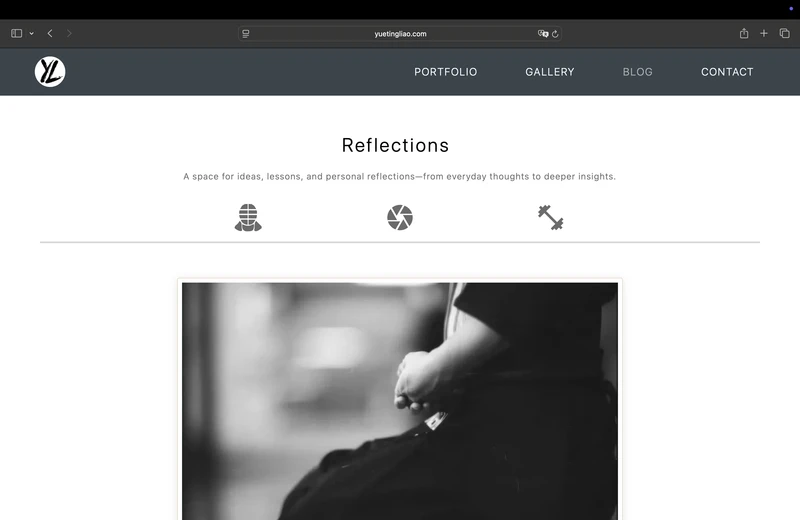 yuetingliao.com
YL
PORTFOLIO GALLERY BLOG CONTACT
Reflections
A space for ideas, lessons, and personal reflections—from everyday thoughts to deeper insights.